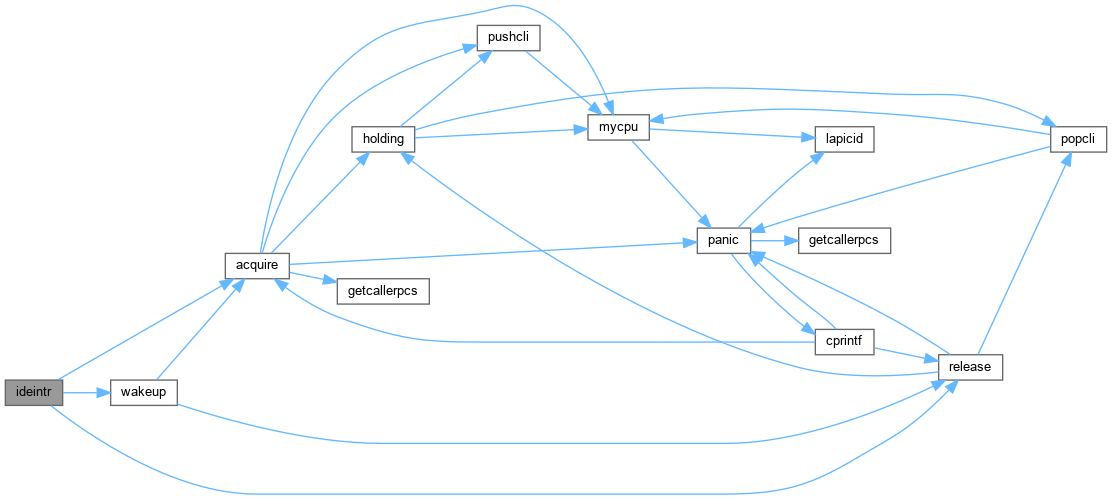 pushcli
mycpu
holding
lapicid
popcli
panic
getcallerpcs
acquire
getcallerpcs
cprintf
release
ideintr
wakeup